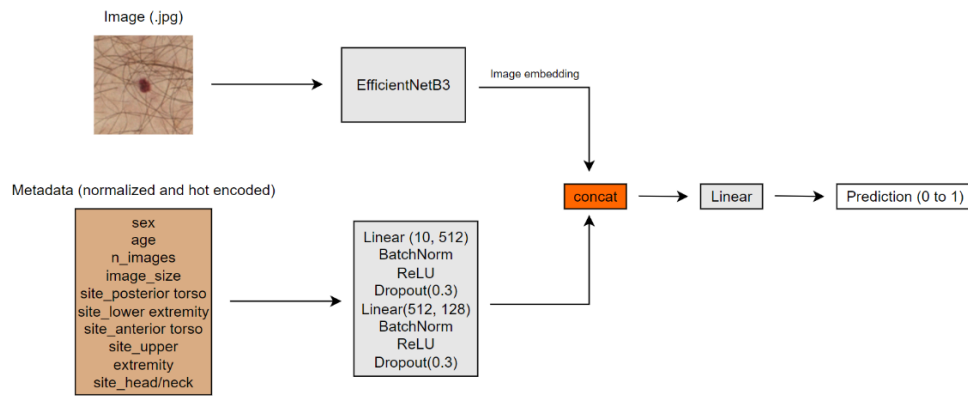 Image (.jpg)
EfficientNetB3
Image embedding
Metadata (normalized and hot encoded)
sex
age
n_images
image_size
site_posterior torso
site_lower extremity
site_anterior torso
site_upper
extremity
site_head/neck
Linear (10, 512)
BatchNorm
ReLU
Dropout(0.3)
Linear(512, 128)
BatchNorm
ReLU
Dropout(0.3)
concat
Linear
Prediction (0 to 1)